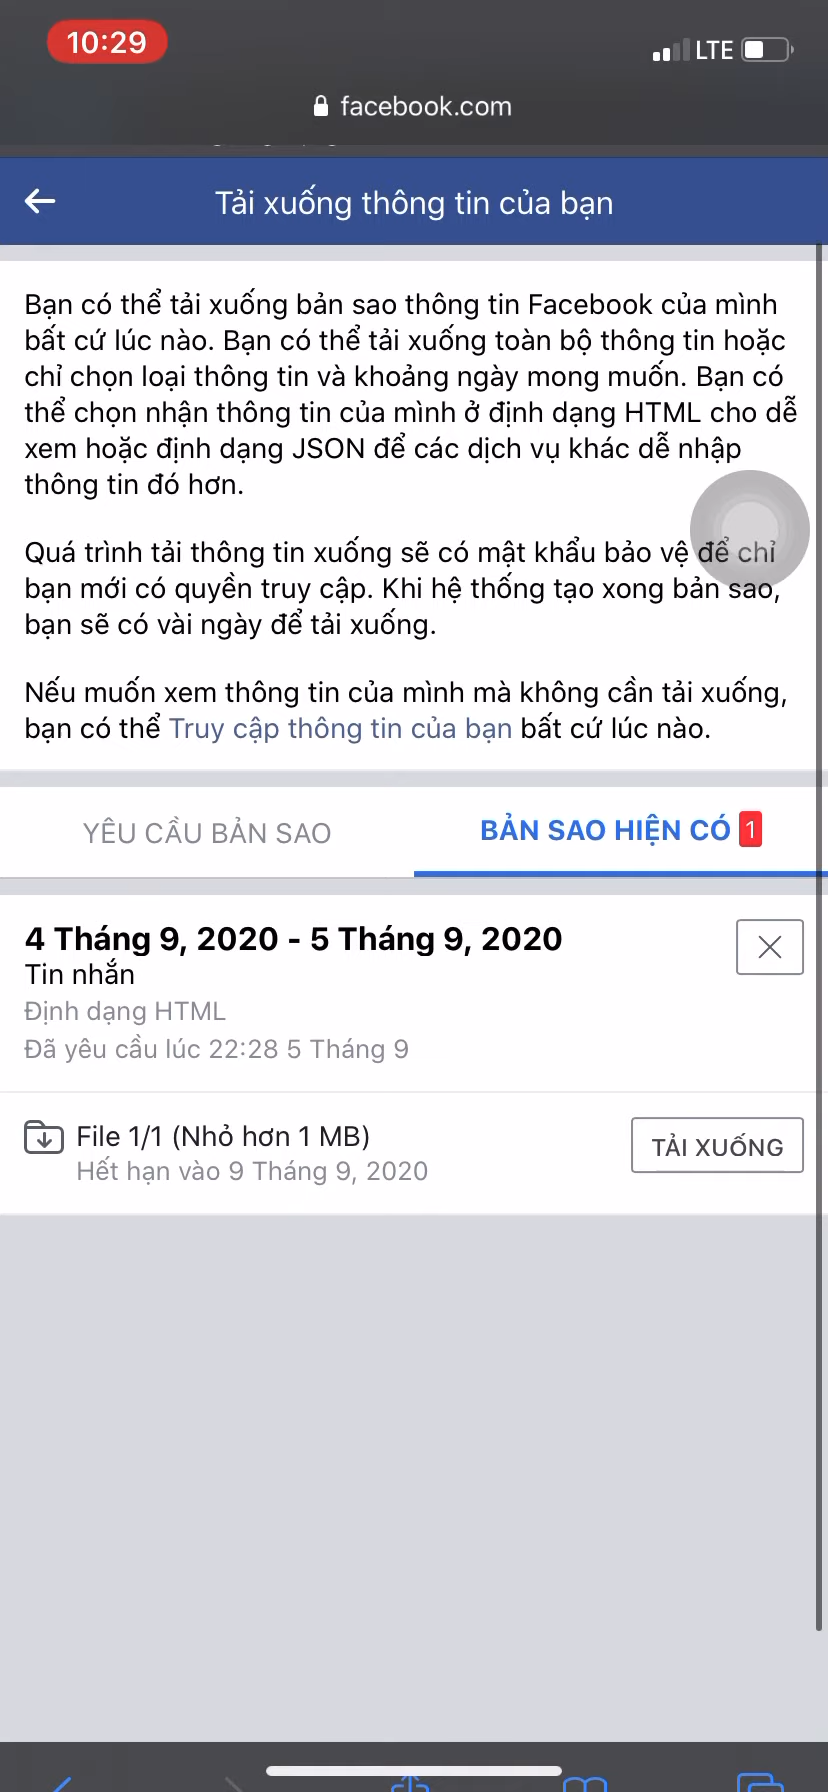 10:29
LTE
facebook.com
Tải xuống thông tin của bạn
Bạn có thể tải xuống bản sao thông tin Facebook của mình
bất cứ lúc nào. Bạn có thể tải xuống toàn bộ thông tin hoặc
chỉ chọn loại thông tin và khoảng ngày mong muốn. Bạn có
thể chọn nhận thông tin của mình ở định dạng HTML cho dễ
xem hoặc định dạng JSON để các dịch vụ khác dễ nhập
thông tin đó hơn.
Quá trình tải thông tin xuống sẽ có mật khẩu bảo vệ để chỉ
bạn mới có quyền truy cập. Khi hệ thống tạo xong bản sao,
bạn sẽ có vài ngày để tải xuống.
Nếu muốn xem thông tin của mình mà không cần tải xuống,
bạn có thể Truy cập thông tin của bạn bất cứ lúc nào.
YÊU CẦU BẢN SAO
BẢN SAO HIỆN CÓ 1
4 Tháng 9, 2020 - 5 Tháng 9, 2020
Tin nhắn
Định dạng HTML
Đã yêu cầu lúc 22:28 5 Tháng 9
File 1/1 (Nhỏ hơn 1 MB)
TẢI XUỐNG
Hết hạn vào 9 Tháng 9, 2020